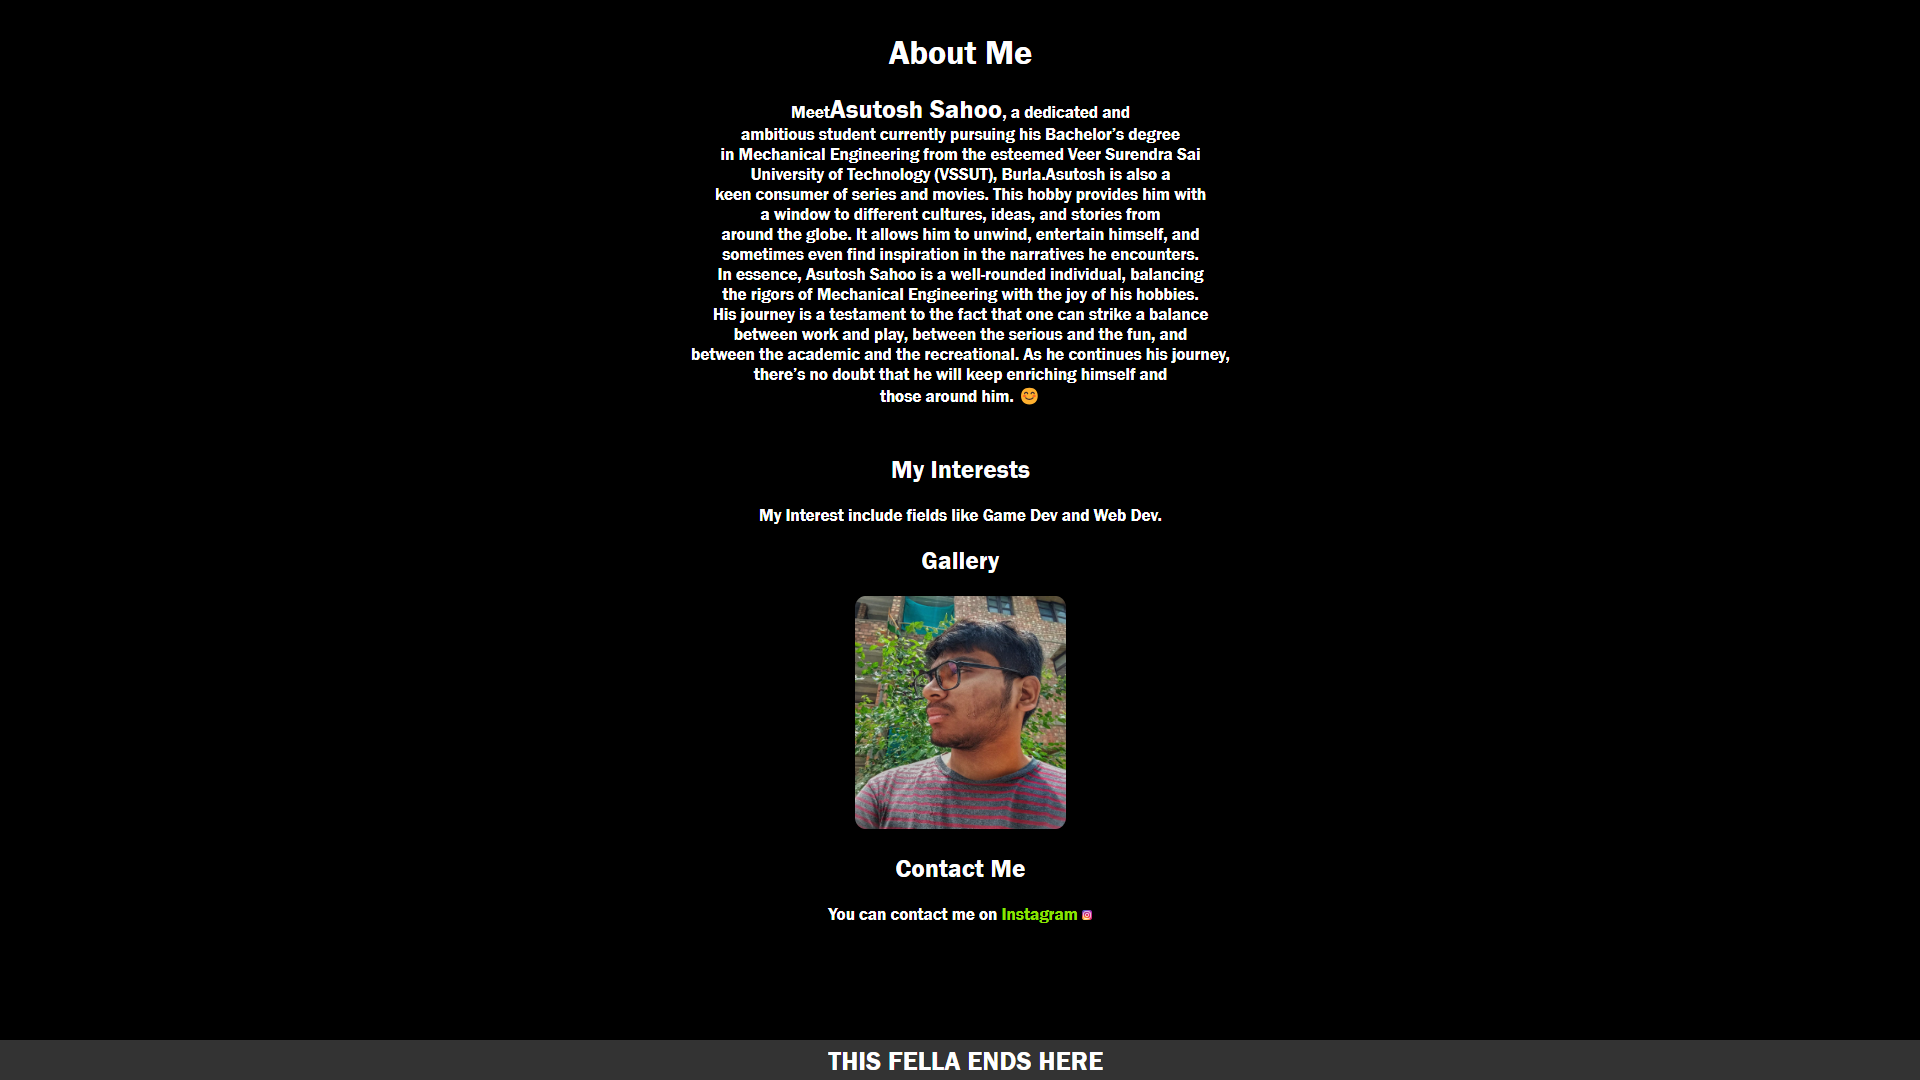 About Me
MeetAsutosh Sahoo, a dedicated and
ambitious student currently pursuing his Bachelor’s degree
in Mechanical Engineering from the esteemed Veer Surendra Sai
University of Technology (VSSUT), Burla.Asutosh is also a
keen consumer of series and movies. This hobby provides him with
a window to different cultures, ideas, and stories from
around the globe. It allows him to unwind, entertain himself, and
sometimes even find inspiration in the narratives he encounters.
In essence, Asutosh Sahoo is a well-rounded individual, balancing
the rigors of Mechanical Engineering with the joy of his hobbies.
His journey is a testament to the fact that one can strike a balance
between work and play, between the serious and the fun, and
between the academic and the recreational. As he continues his journey,
there’s no doubt that he will keep enriching himself and
those around him. 😊
My Interests
My Interest include fields like Game Dev and Web Dev.
Gallery
Contact Me
You can contact me on Instagram
THIS FELLA ENDS HERE